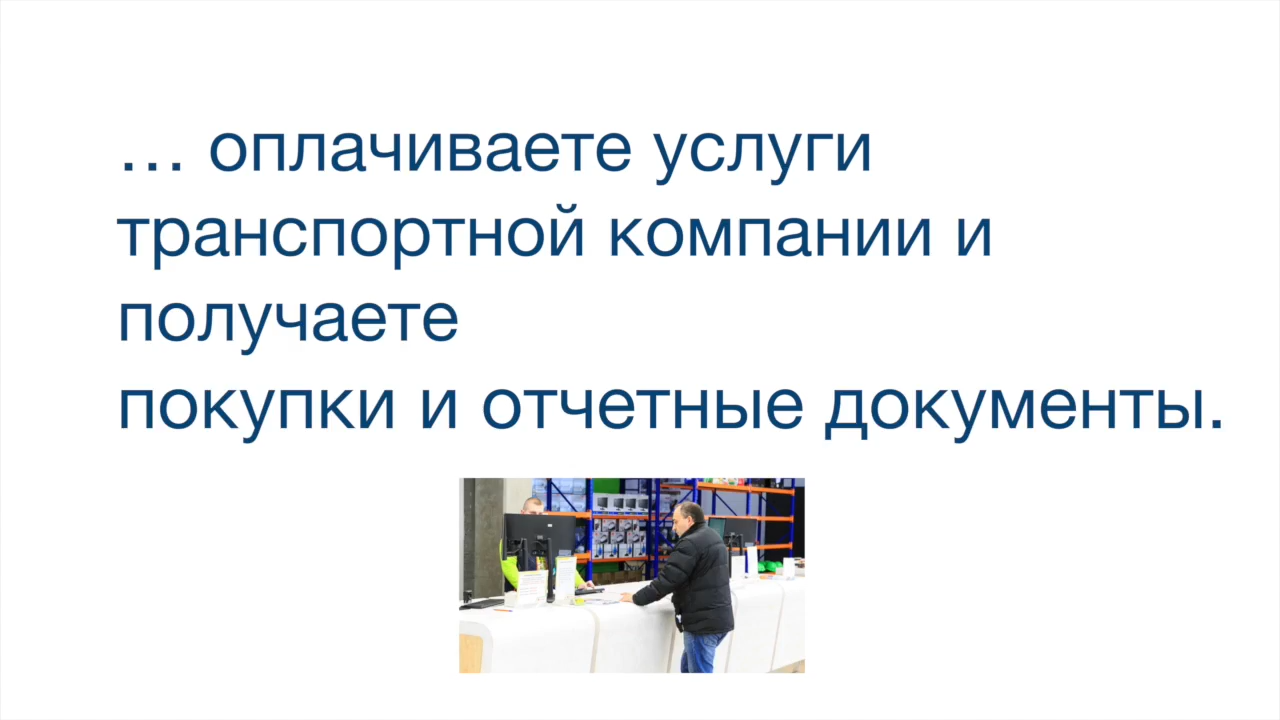 … оплачиваете услуги
транспортной компании и
получаете
покупки и отчетные документы.